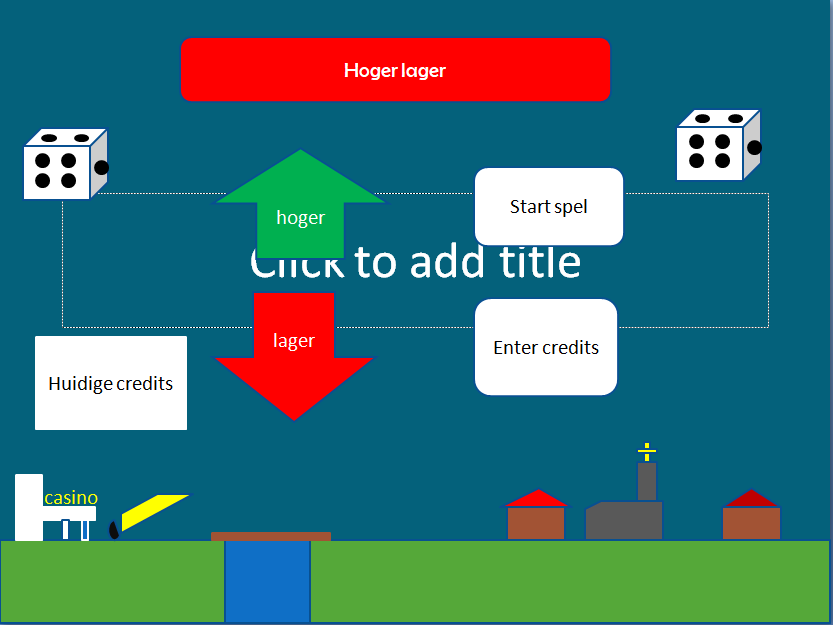 Hoger lager
hoger
Start spel
Click to add title
lager
Enter credits
Huidige credits
casino